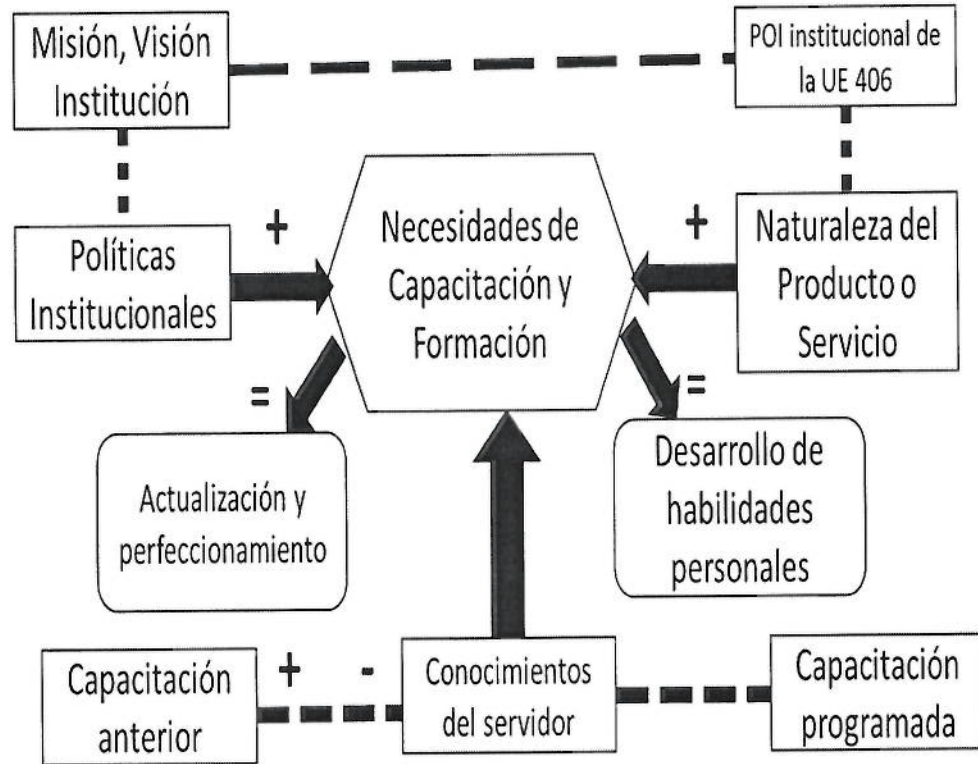 Misión, Visión
Institución
POI institucional de
la UE 406
+
Políticas
Institucionales
Necesidades de
Capacitación y
Formación
+
Naturaleza del
Producto o
Servicio
=
Actualización y
perfeccionamiento
=
Desarrollo de
habilidades
personales
Capacitación
anterior
+ -
Conocimientos
del servidor
Capacitación
programada